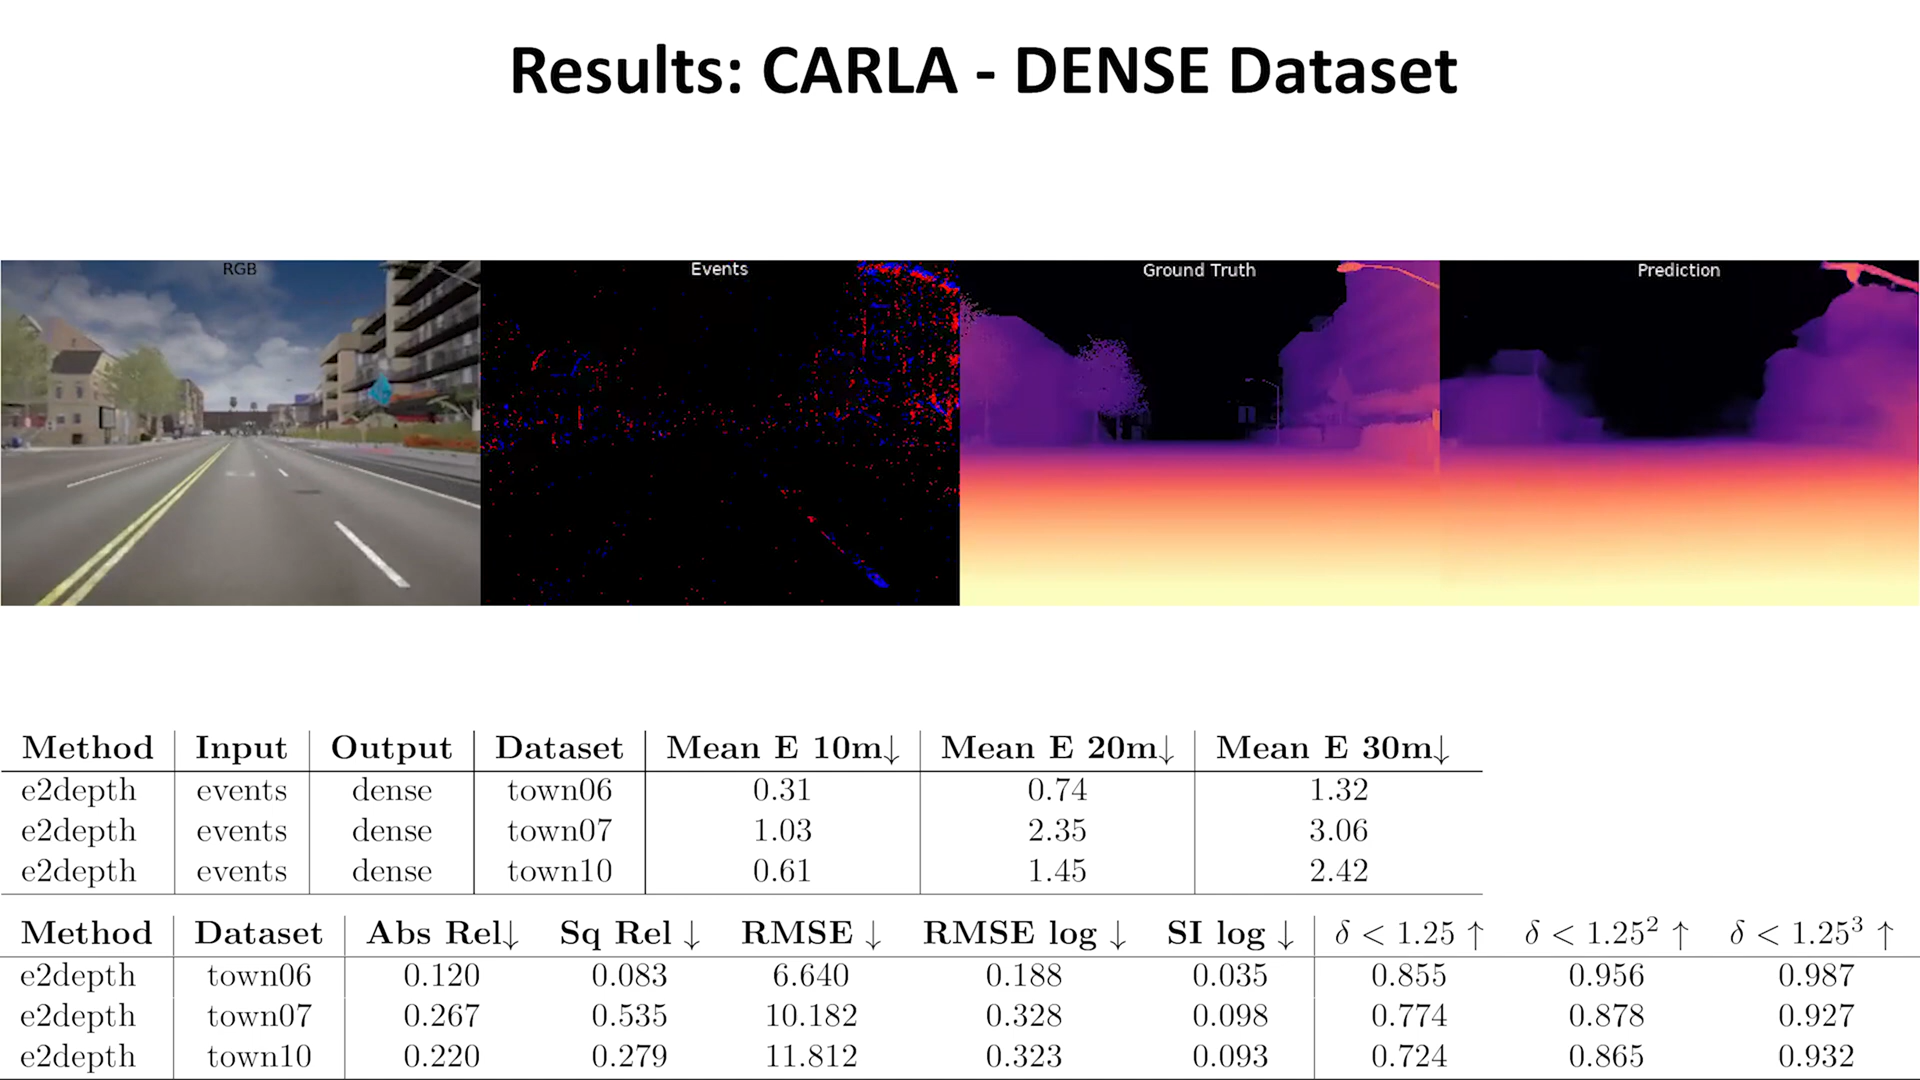 Results: CARLA - DENSE Dataset
RGB Events Ground Truth Prediction
Method Input Output Dataset Mean E 10m↓ Mean E 20m↓ Mean E 30m↓
e2depth events dense town06 0.31 0.74 1.32
e2depth events dense town07 1.03 2.35 3.06
e2depth events dense town10 0.61 1.45 2.42
Method Dataset Abs Rel↓ Sq Rel ↓ RMSE ↓ RMSE log ↓ SI log ↓ δ < 1.25 ↑ δ < 1.25² ↑ δ < 1.25³ ↑
e2depth town06 0.120 0.083 6.640 0.188 0.035 0.855 0.956 0.987
e2depth town07 0.267 0.535 10.182 0.328 0.098 0.774 0.878 0.927
e2depth town10 0.220 0.279 11.812 0.323 0.093 0.724 0.865 0.932